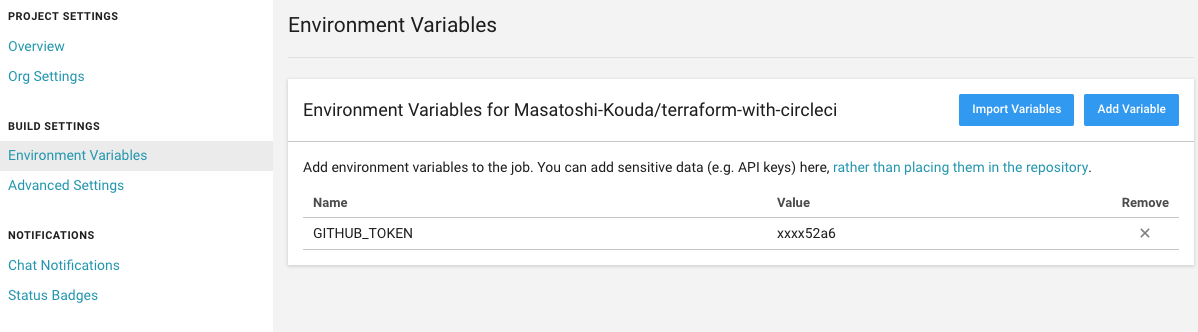 PROJECT SETTINGS
Overview
Org Settings
BUILD SETTINGS
Environment Variables
Advanced Settings
NOTIFICATIONS
Chat Notifications
Status Badges
Environment Variables
Environment Variables for Masatoshi-Kouda/terraform-with-circleci
Import Variables
Add Variable
Add environment variables to the job. You can add sensitive data (e.g. API keys) here, rather than placing them in the repository.
Name Value Remove
GITHUB_TOKEN xxxx52a6 ×